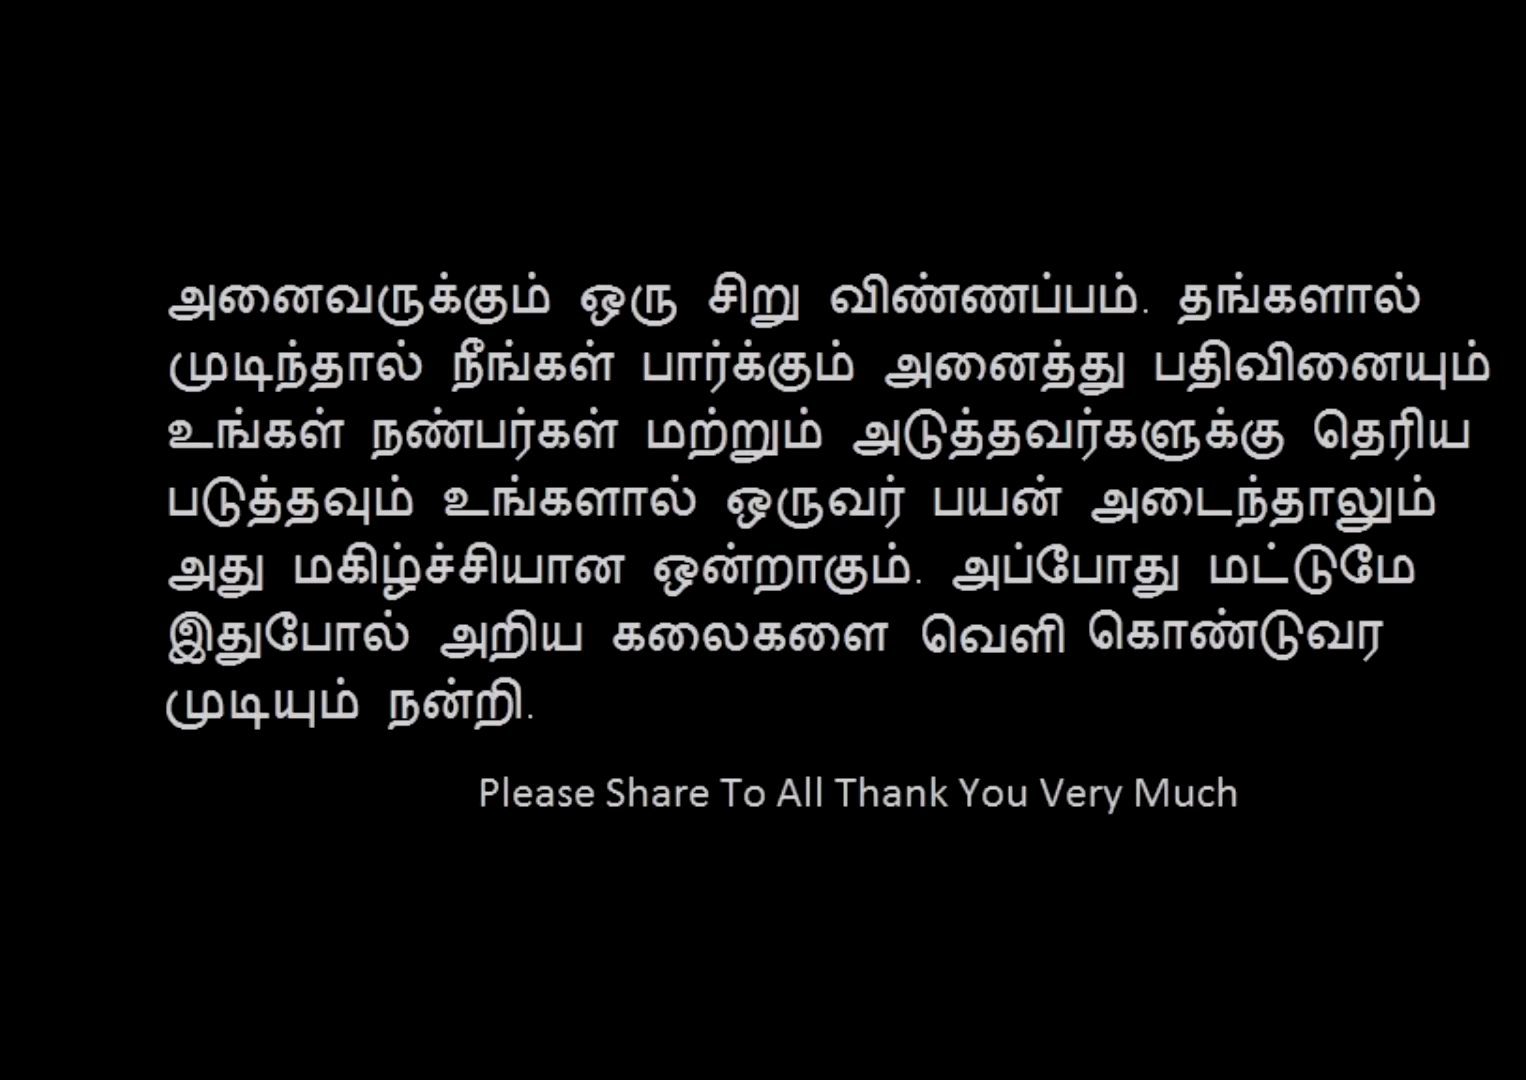 அனைவருக்கும் ஒரு சிறு விண்ணப்பம். தங்களால்
முடிந்தால் நீங்கள் பார்க்கும் அனைத்து பதிவினையும்
உங்கள் நண்பர்கள் மற்றும் அடுத்தவர்களுக்கு தெரிய
படுத்தவும் உங்களால் ஒருவர் பயன் அடைந்தாலும்
அது மகிழ்ச்சியான ஒன்றாகும். அப்போது மட்டுமே
இதுபோல் அறிய கலைகளை வெளி கொண்டுவர
முடியும் நன்றி.
Please Share To All Thank You Very Much